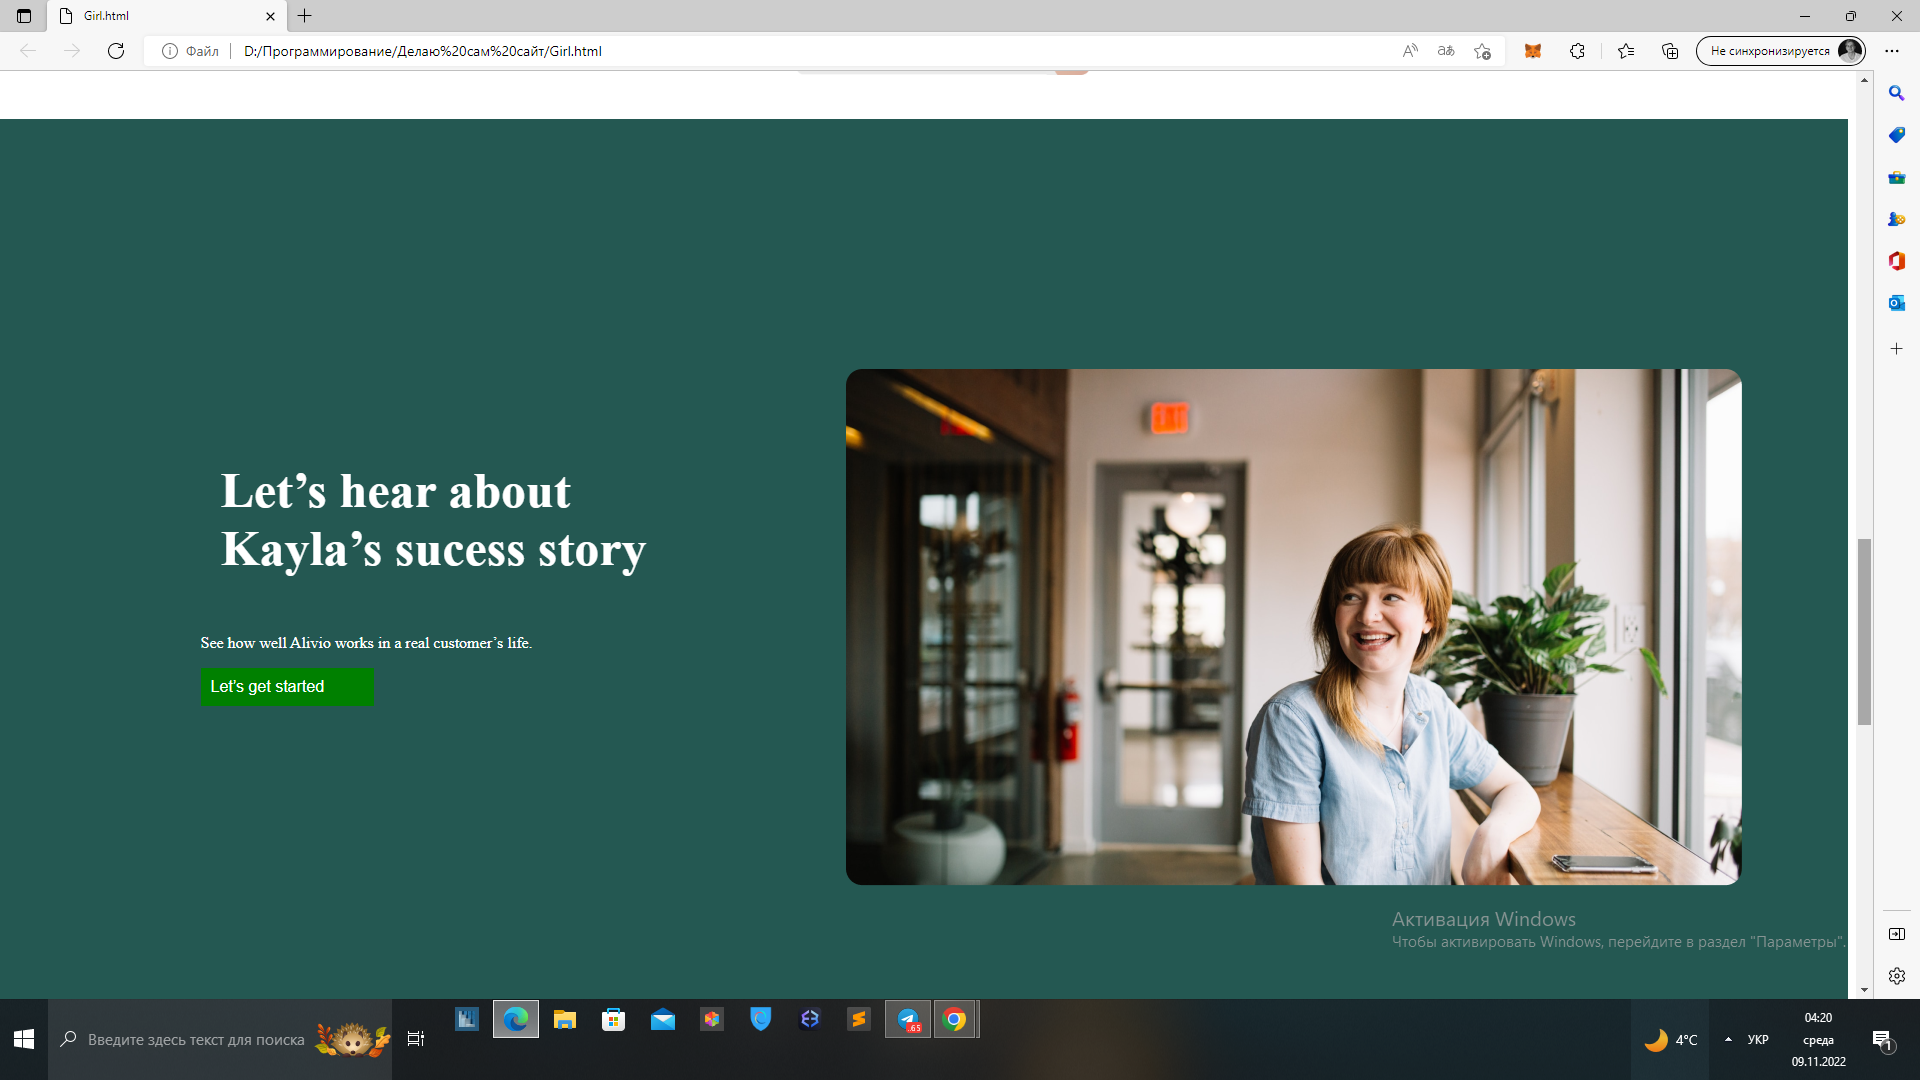 Girl.html
Файл
D:/Программирование/Делаю%20сам%20сайт/Girl.html
Не синхронизируется
EXIT
Let’s hear about
Kayla’s sucess story
See how well Alivio works in a real customer’s life.
Let's get started
Активация Windows
Чтобы активировать Windows, перейдите в раздел "Параметры".
Введите здесь текст для поиска
.65
4°C
УКР
04:20
среда
09.11.2022
1